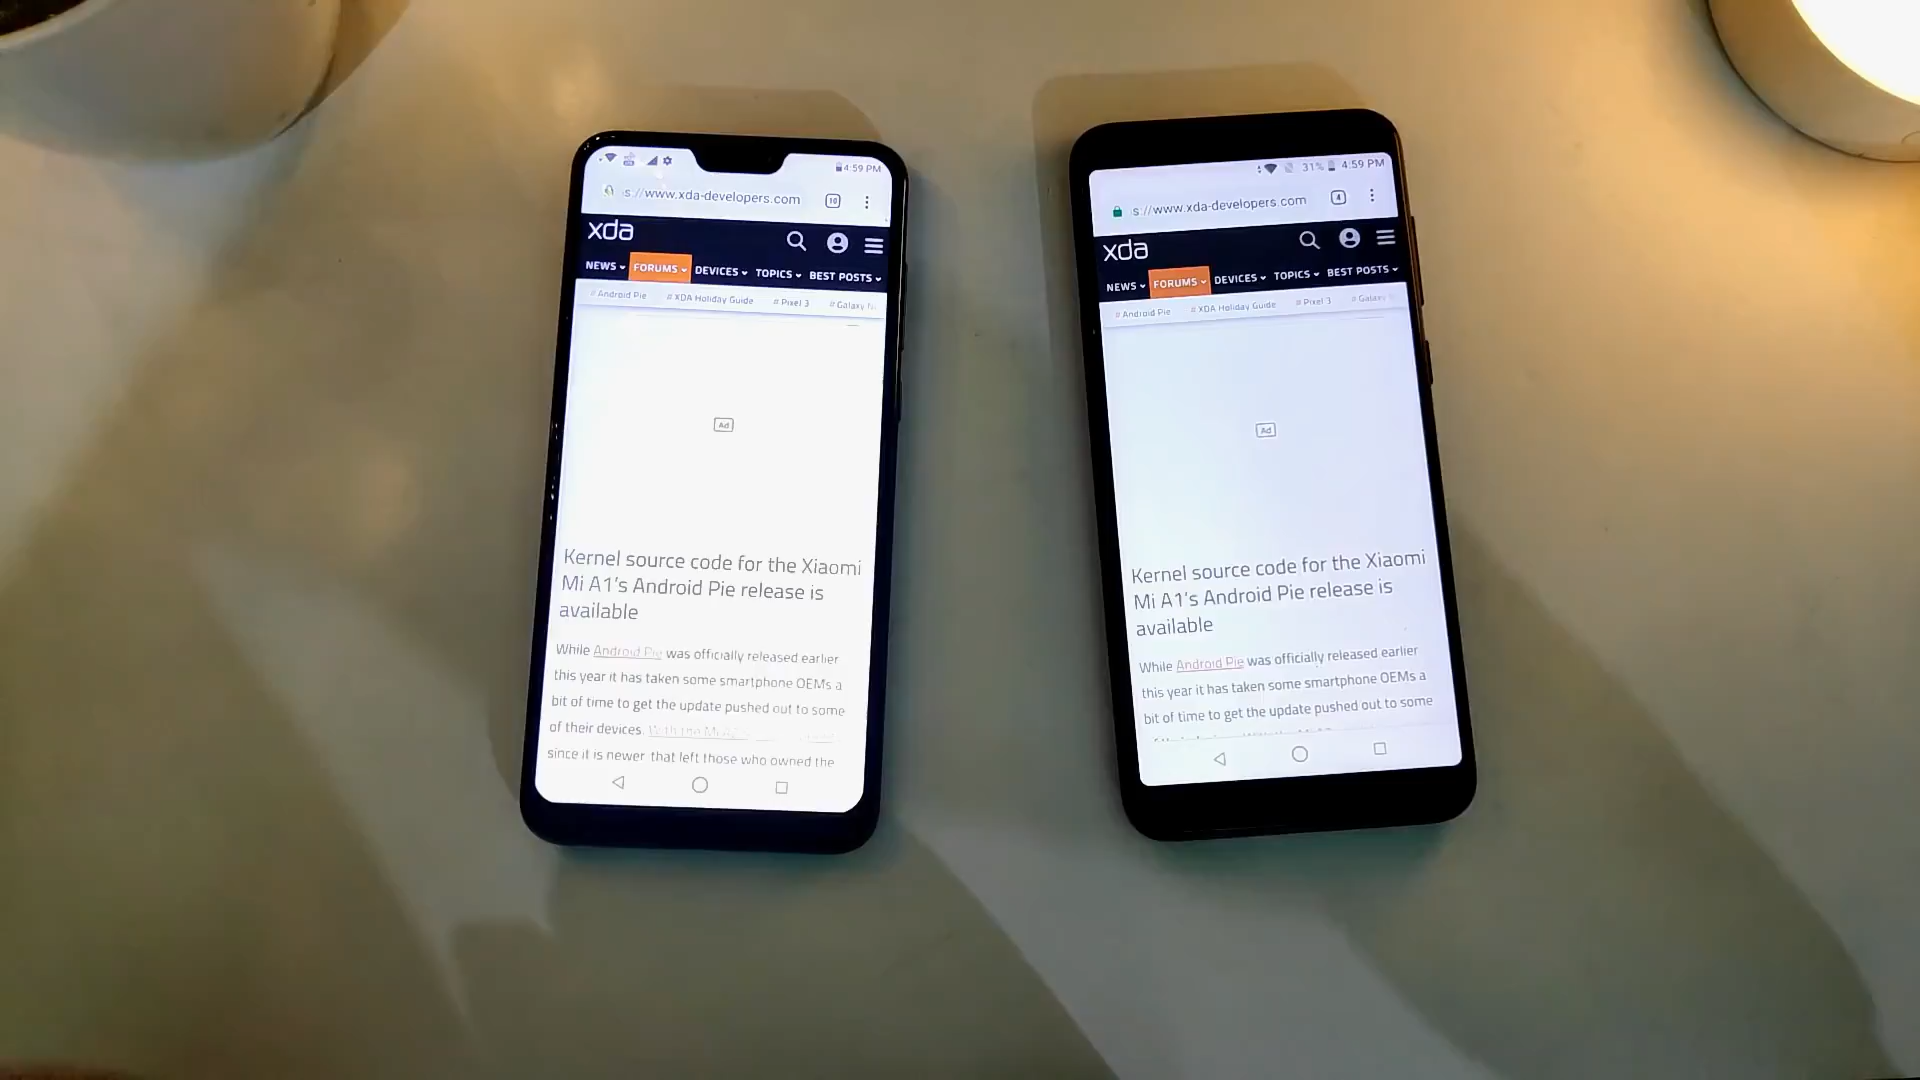 4:59 PM
s://www.xda-developers.com
10
xda
NEWS
FORUMS
DEVICES
TOPICS
BEST POSTS
# Android Pie
# XDA Holiday Guide
# Pixel 3
# Galaxy
Ad
Kernel source code for the Xiaomi
Mi A1's Android Pie release is
available
While Android Pie was officially released earlier
this year it has taken some smartphone OEMs a
bit of time to get the update pushed out to some
of their devices. With the Mi
since it is newer that left those who owned the
31% 4:59 PM
s://www.xda-developers.com
4
xda
NEWS
FORUMS
DEVICES
TOPICS
BEST POSTS
# Android Pie
# XDA Holiday Guide
# Pixel 3
# Galaxy
Ad
Kernel source code for the Xiaomi
Mi A1's Android Pie release is
available
While Android Pie was officially released earlier
this year it has taken some smartphone OEMs a
bit of time to get the update pushed out to some